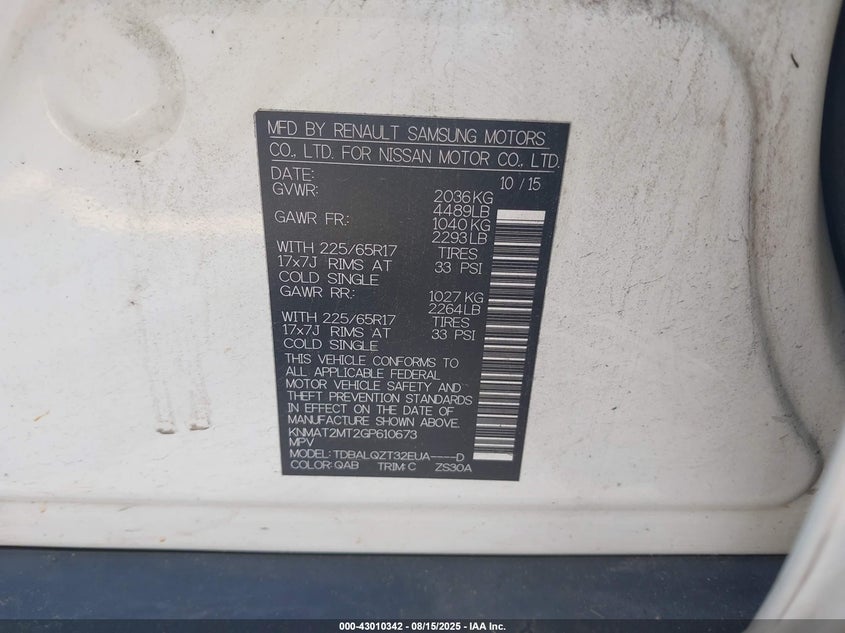 MFD BY RENAULT SAMSUNG MOTORS
CO., LTD. FOR NISSAN MOTOR CO., LTD.
DATE: 10 / 15
GVWR: 2036 KG
4489LB
GAWR FR.: 1040 KG
2293 LB
WITH 225/65R17 TIRES
17x7J RIMS AT 33 PSI
COLD SINGLE
GAWR RR.: 1027 KG
2264LB
WITH 225/65R17 TIRES
17x7J RIMS AT 33 PSI
COLD SINGLE
THIS VEHICLE CONFORMS TO
ALL APPLICABLE FEDERAL
MOTOR VEHICLE SAFETY AND
THEFT PREVENTION STANDARDS
IN EFFECT ON THE DATE OF
MANUFACTURE SHOWN ABOVE.
KNMAT2MT2GP610673
MPV
MODEL: TDBALQZT32EUA----D
COLOR: QAB TRIM: C ZS30A
000-43010342 - 08/15/2025 - IAA Inc.